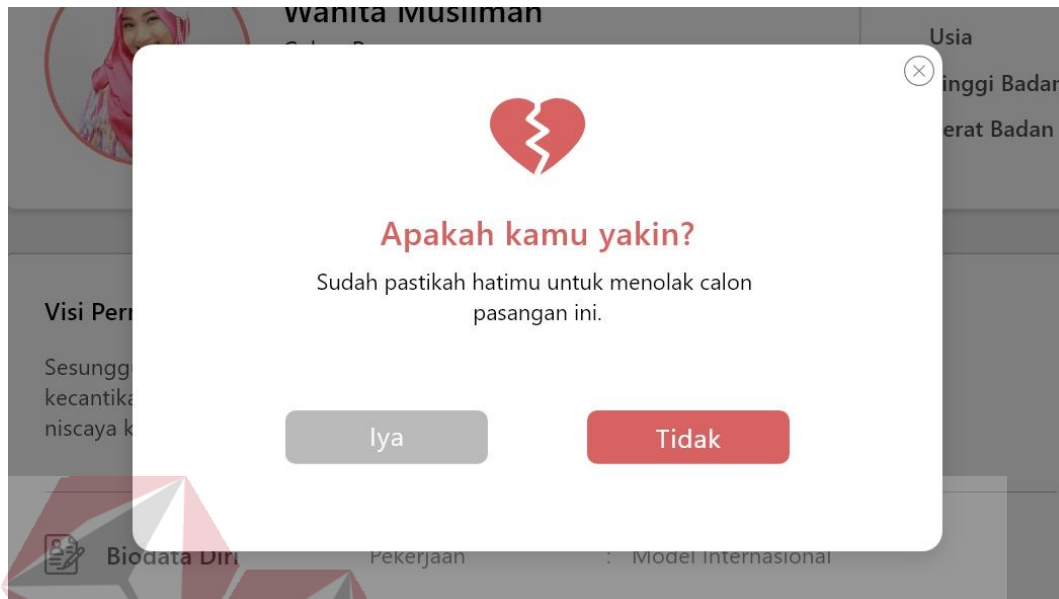 Wanita Muslimah
Usia
inggi Badan
erat Badan
Apakah kamu yakin?
Sudah pastikah hatimu untuk menolak calon
pasangan ini.
Visi Per
Sesungg
kecantika
niscaya k
Iya
Tidak
Biodata Diri
Pekerjaan : Model Internasional